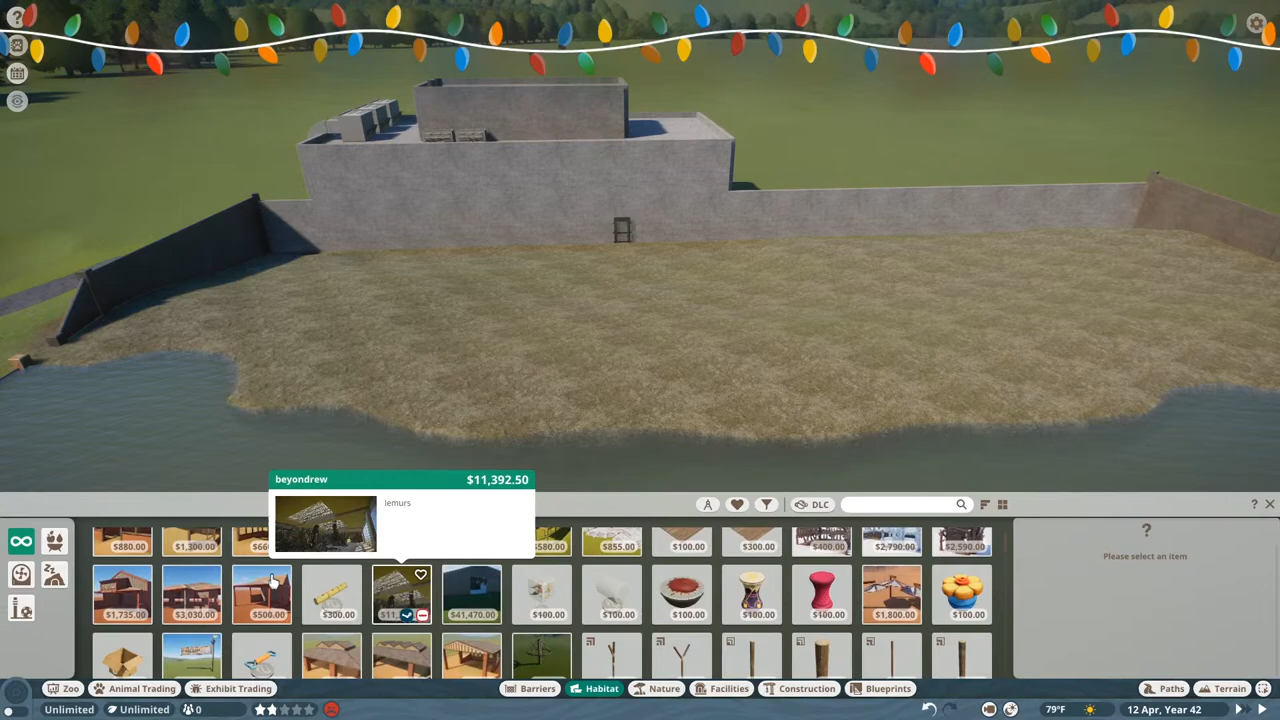 ?
beyondrew $11,392.50
lemurs
DLC
?
?
Please select an item
$880.00 $1,300.00 $580.00 $855.00 $100.00 $300.00 $400.00 $2,790.00 $2,590.00
$1,735.00 $3,030.00 $500.00 $300.00 $41,470.00 $100.00 $100.00 $100.00 $100.00 $100.00 $1,800.00 $100.00
Zoo Animal Trading Exhibit Trading Barriers Habitat Nature Facilities Construction Blueprints Paths Terrain
Unlimited Unlimited 0 79°F 12 Apr, Year 42